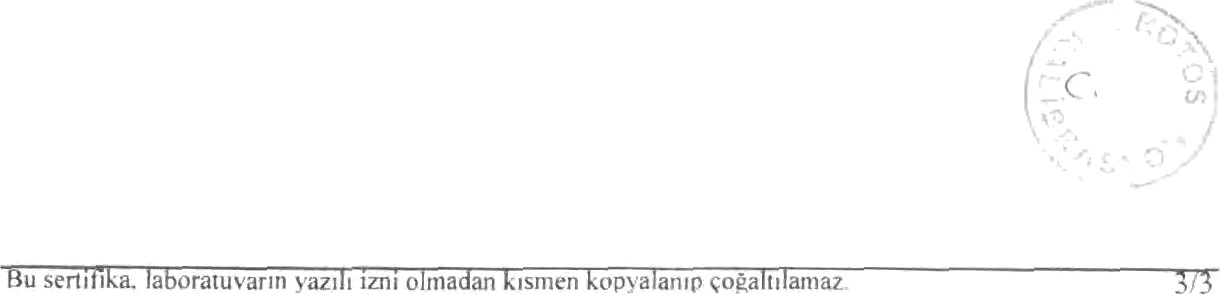 Bu sertifika, laboratuvarın yazılı izni olmadan kısmen kopyalanıp çoğaltılamaz.
3/3